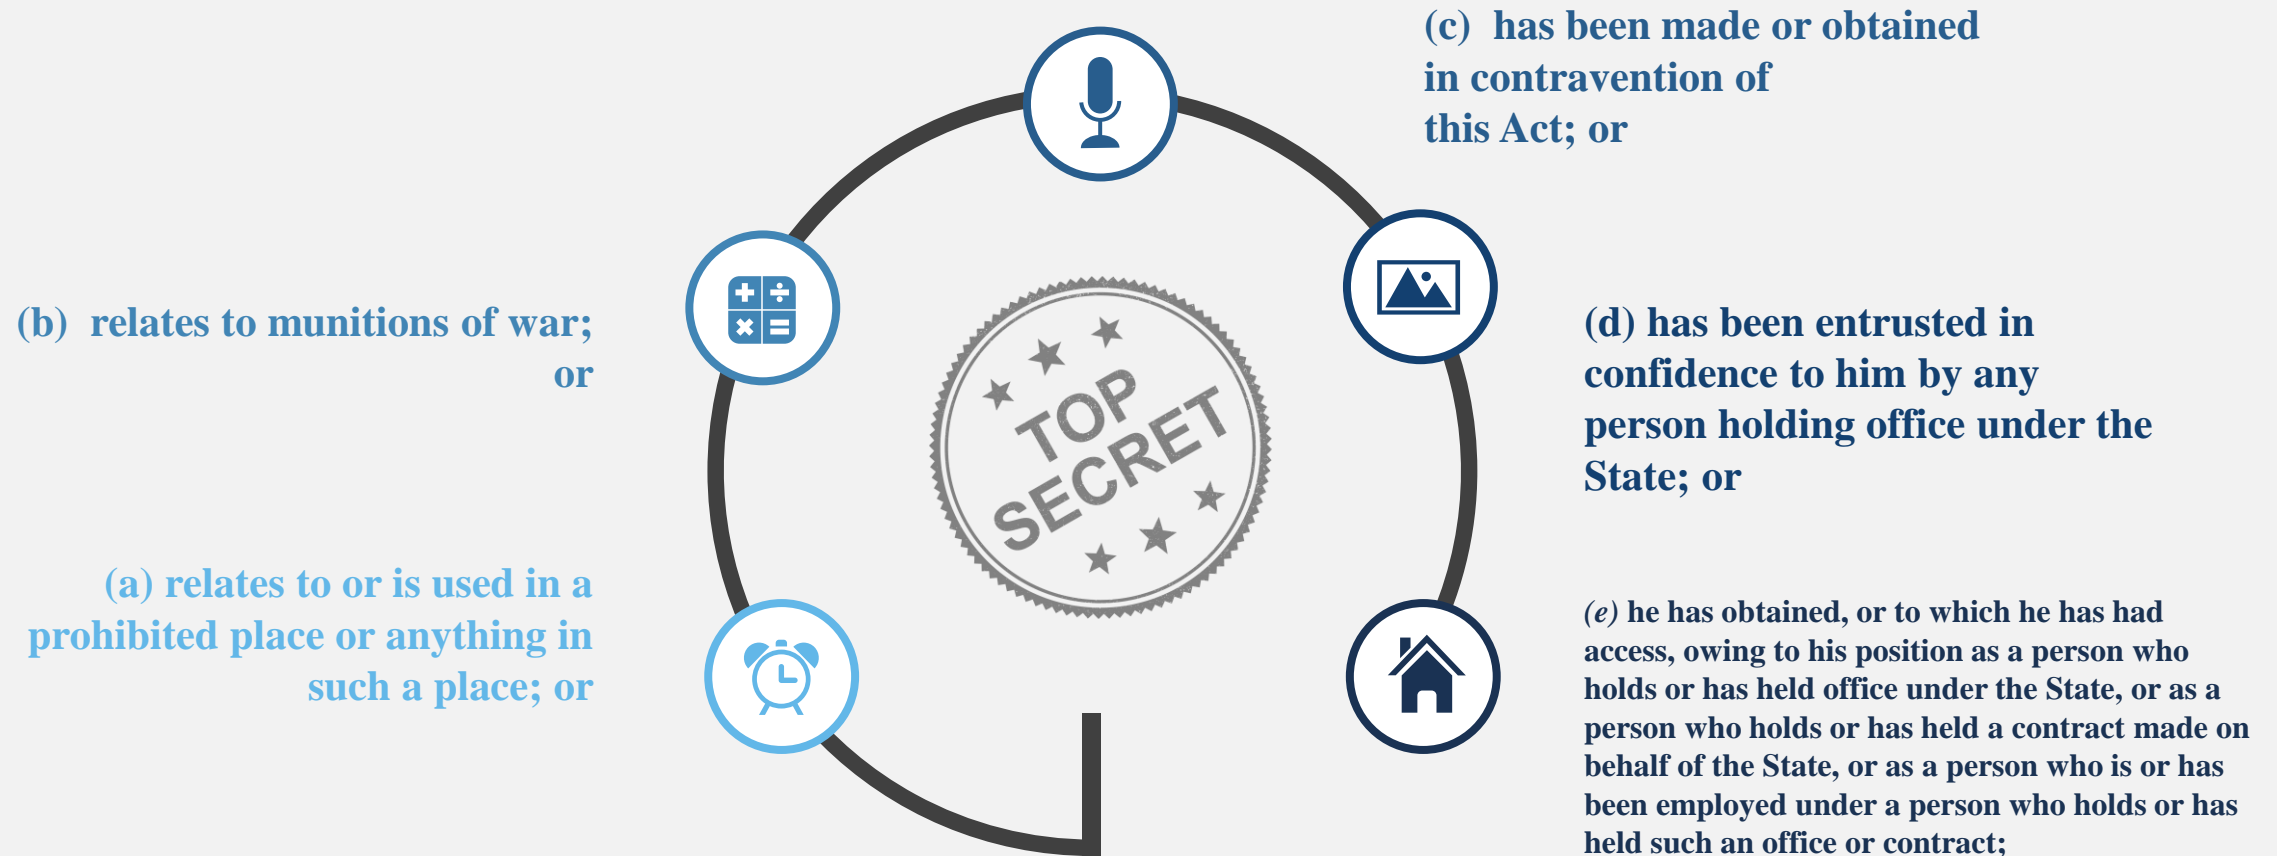 (c) has been made or obtained
in contravention of
this Act; or
(b) relates to munitions of war;
or
TOP
SECRET
(d) has been entrusted in
confidence to him by any
person holding office under the
State; or
(a) relates to or is used in a
prohibited place or anything in
such a place; or
(e) he has obtained, or to which he has had
access, owing to his position as a person who
holds or has held office under the State, or as a
person who holds or has held a contract made on
behalf of the State, or as a person who is or has
been employed under a person who holds or has
held such an office or contract;